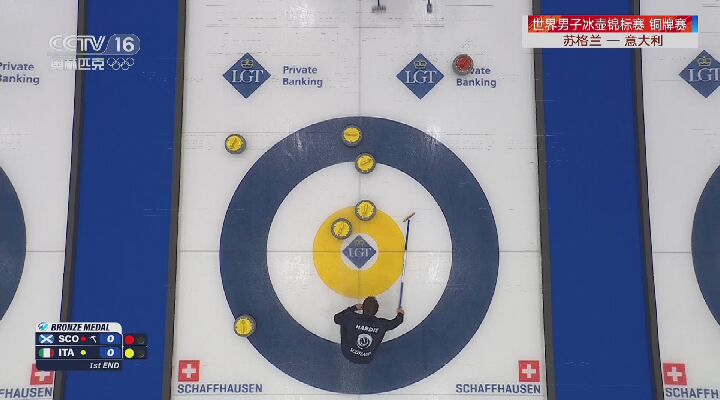 CCTV 16
奥林匹克
世界男子冰壶锦标赛 铜牌赛
苏格兰 — 意大利
Banking
LGT
Private
Banking
LGT
Private
Banking
LGT
LGT
HARDIE
SCOTLAND
BRONZE MEDAL
SCO 0
ITA 0
1st END
SCHAFFHAUSEN
SCHAFFHAUSEN
SCHAFFHAUSEN
SCHAFFHAUSEN